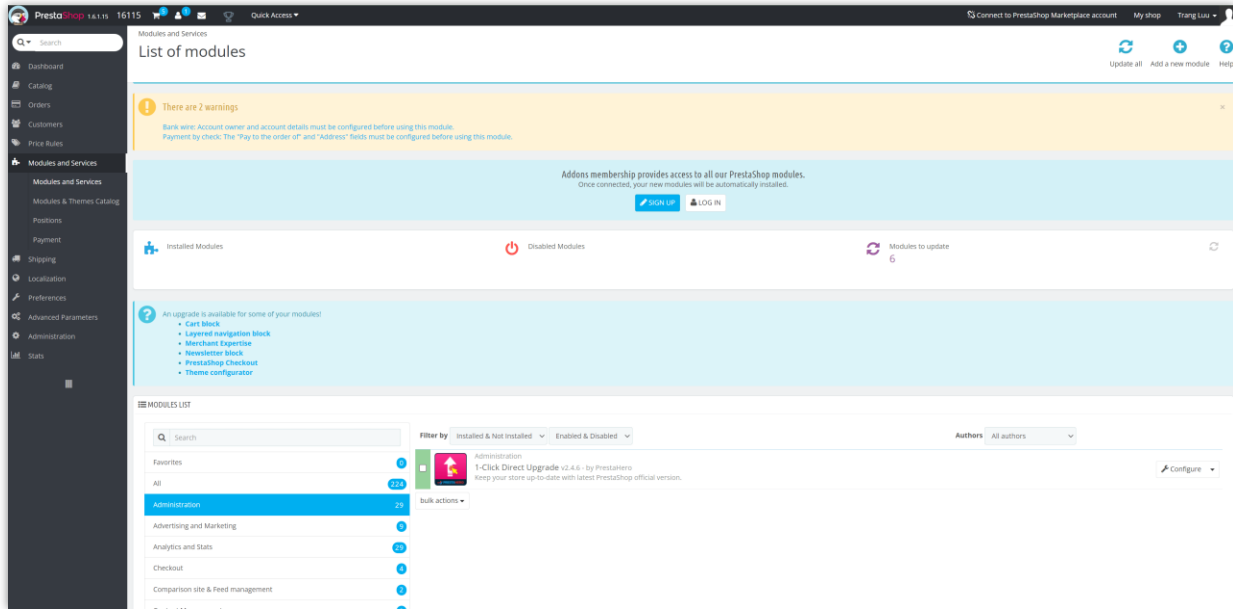 PrestaShop 1.6.1.15 16115 Quick Access Connect to PrestaShop Marketplace account My shop Trang Luu
Search
Dashboard
Catalog
Orders
Customers
Price Rules
Modules and Services
Modules and Services
Modules & Themes Catalog
Positions
Payment
Shipping
Localization
Preferences
Advanced Parameters
Administration
Stats
Modules and Services
List of modules
Update all Add a new module Help
There are 2 warnings
Bank wire: Account owner and account details must be configured before using this module.
Payment by check: The "Pay to the order of" and "Address" fields must be configured before using this module.
Addons membership provides access to all our PrestaShop modules.
Once connected, your new modules will be automatically installed.
SIGN UP LOG IN
Installed Modules
Disabled Modules
Modules to update
6
An upgrade is available for some of your modules!
• Cart block
• Layered navigation block
• Merchant Expertise
• Newsletter block
• PrestaShop Checkout
• Theme configurator
MODULES LIST
Search
Favorites 0
All 224
Administration 29
Advertising and Marketing 9
Analytics and Stats 29
Checkout 4
Comparison site & Feed management 2
Filter by Installed & Not Installed Enabled & Disabled Authors All authors
Administration
1-Click Direct Upgrade v2.4.6 - by PrestaHero
Keep your store up-to-date with latest PrestaShop official version.
Configure
bulk actions